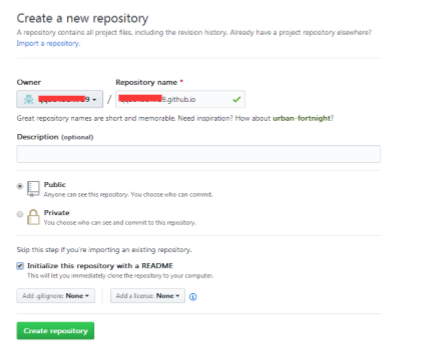 Create a new repository
A repository contains all project files, including the revision history. Already have a project repository elsewhere?
Import a repository.
Owner Repository name *
/ 9.github.io
Great repository names are short and memorable. Need inspiration? How about urban-fortnight?
Description (optional)
Public
Anyone can see this repository. You choose who can commit.
Private
You choose who can see and commit to this repository.
Skip this step if you're importing an existing repository.
Initialize this repository with a README
This will let you immediately clone the repository to your computer.
Add .gitignore: None Add a license: None
Create repository